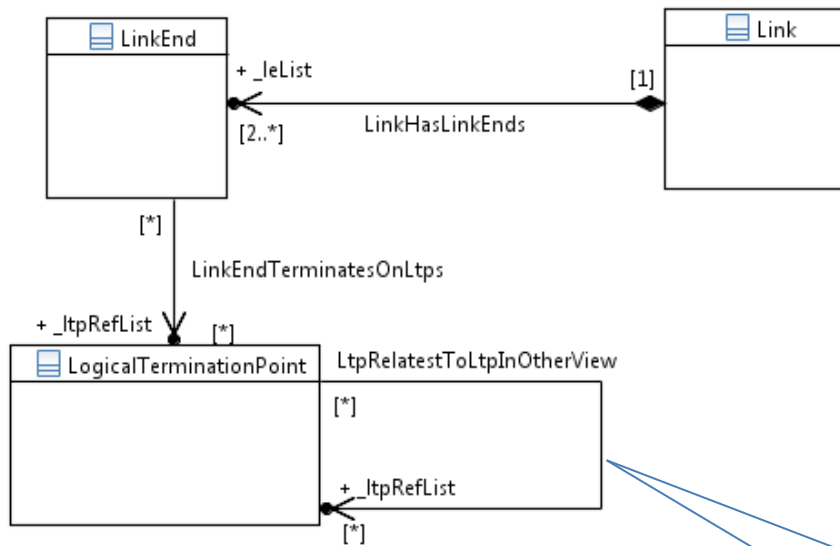 LinkEnd
Link
+ _leList
[1]
[2..*]
LinkHasLinkEnds
[*]
LinkEndTerminatesOnLtps
+ _ltpRefList
[*]
LogicalTerminationPoint
LtpRelatestToLtpInOtherView
[*]
+ _ltpRefList
[*]